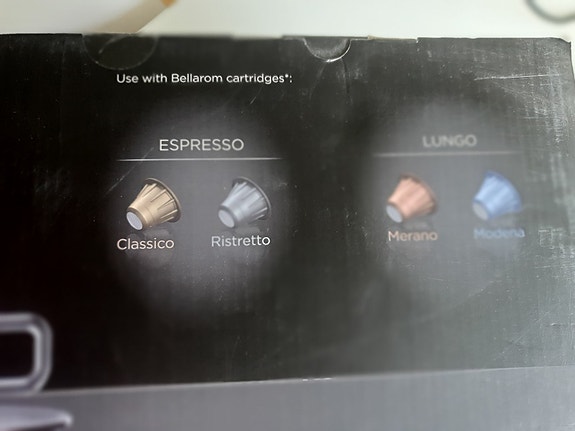 Use with Bellarom cartridges*:
ESPRESSO
LUNGO
Classico
Ristretto
Merano
Modena